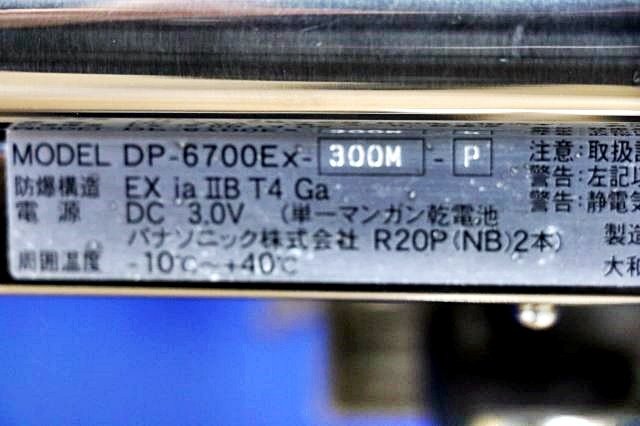 MODEL DP-6700Ex-300M-P
防爆構造 EX ia IIB T4 Ga
電源 DC 3.0V (単一マンガン乾電池
パナソニック株式会社 R20P(NB)2本)
周囲温度 -10℃〜+40℃
注意:取扱説
警告:左記以
警告:静電気
製造
大和